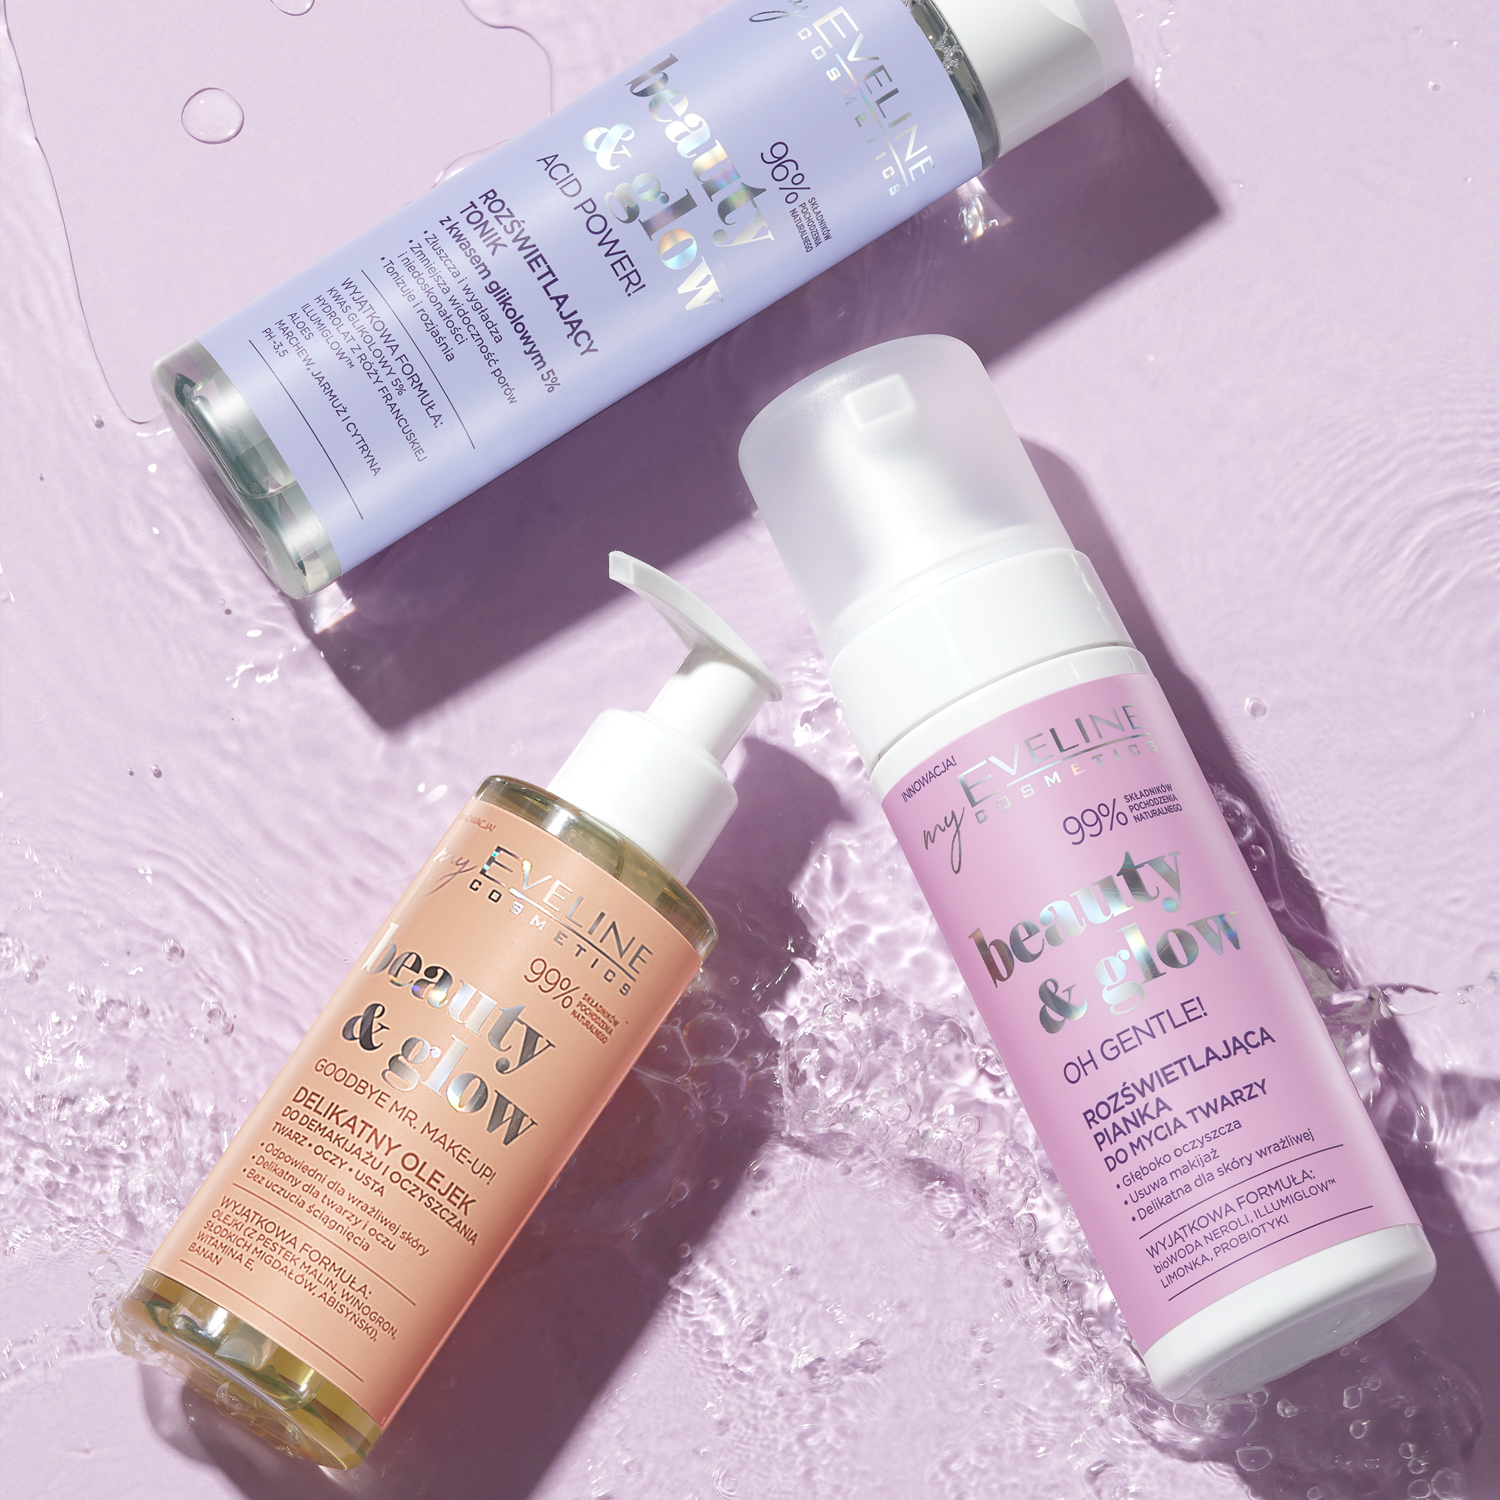 my EVELINE
COSMETICS
96%
SKŁADNIKÓW
POCHODZENIA
NATURALNEGO
beauty
& glow
ACID POWER!
ROZŚWIETLAJĄCY
TONIK
z kwasem glikolowym 5%
• Złuszcza i wygładza
• Zmniejsza widoczność porów
i niedoskonałości
• Tonizuje i rozjaśnia
WYJĄTKOWA FORMUŁA:
KWAS GLIKOLOWY 5%
HYDROLAT Z RÓŻY FRANCUSKIEJ
ILLUMIGLOW™
ALOES
MARCHEW, JARMUŻ I CYTRYNA
PH-3,5
INNOWACJA!
my EVELINE
COSMETICS
99%
SKŁADNIKÓW
POCHODZENIA
NATURALNEGO
beauty
& glow
OH GENTLE!
ROZŚWIETLAJĄCA
PIANKA
DO MYCIA TWARZY
• Głęboko oczyszcza
• Usuwa makijaż
• Delikatna dla skóry wrażliwej
WYJĄTKOWA FORMUŁA:
bioWODA NEROLI, ILLUMIGLOW™
LIMONKA, PROBIOTYKI
my EVELINE
COSMETICS
99%
SKŁADNIKÓW
POCHODZENIA
NATURALNEGO
beauty
& glow
GOODBYE MR. MAKE-UP!
DELIKATNY OLEJEK
DO DEMAKIJAŻU I OCZYSZCZANIA
TWARZ • OCZY • USTA
• Odpowiedni dla wrażliwej skóry
• Delikatny dla twarzy i oczu
• Bez uczucia ściągnięcia
WYJĄTKOWA FORMUŁA:
OLEJKI (Z PESTEK MALIN, WINOGRON,
SŁODKICH MIGDAŁÓW, ABISYŃSKI),
WITAMINA E,
BANAN